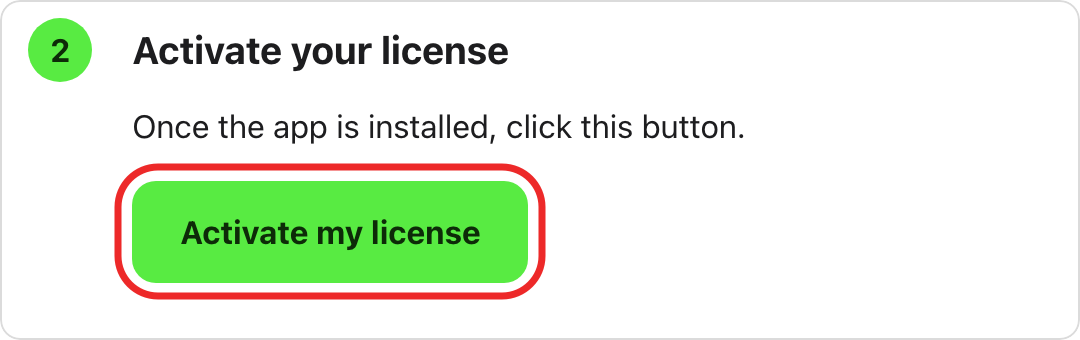 2
Activate your license
Once the app is installed, click this button.
Activate my license